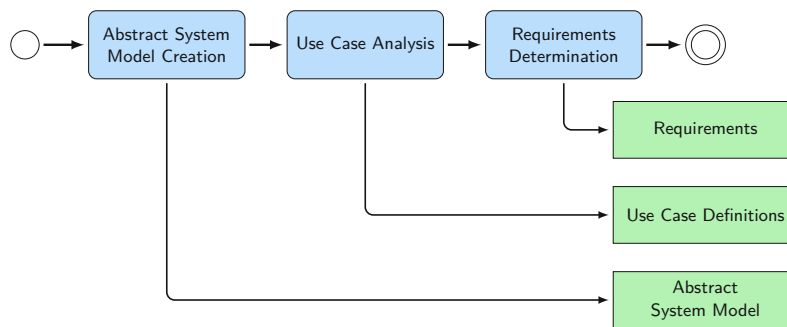 Abstract System
Model Creation
Use Case Analysis
Requirements
Determination
Requirements
Use Case Definitions
Abstract
System Model